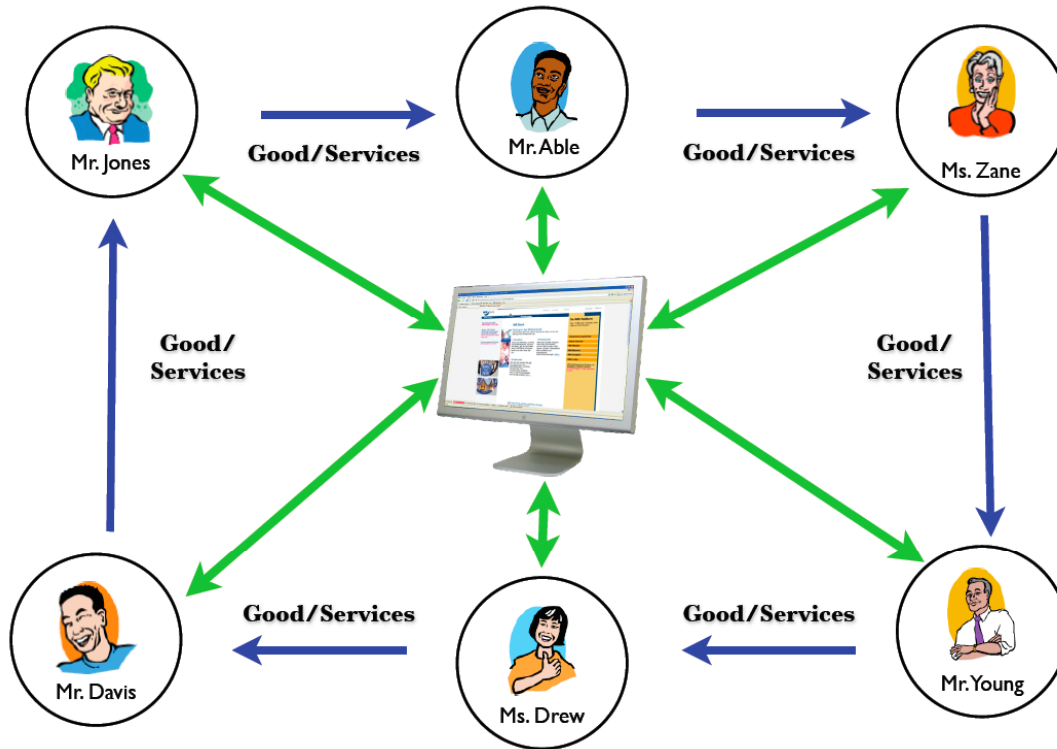 Mr. Jones
Good/Services
Mr. Able
Good/Services
Ms. Zane
Good/
Services
Good/
Services
Mr. Davis
Good/Services
Ms. Drew
Good/Services
Mr. Young